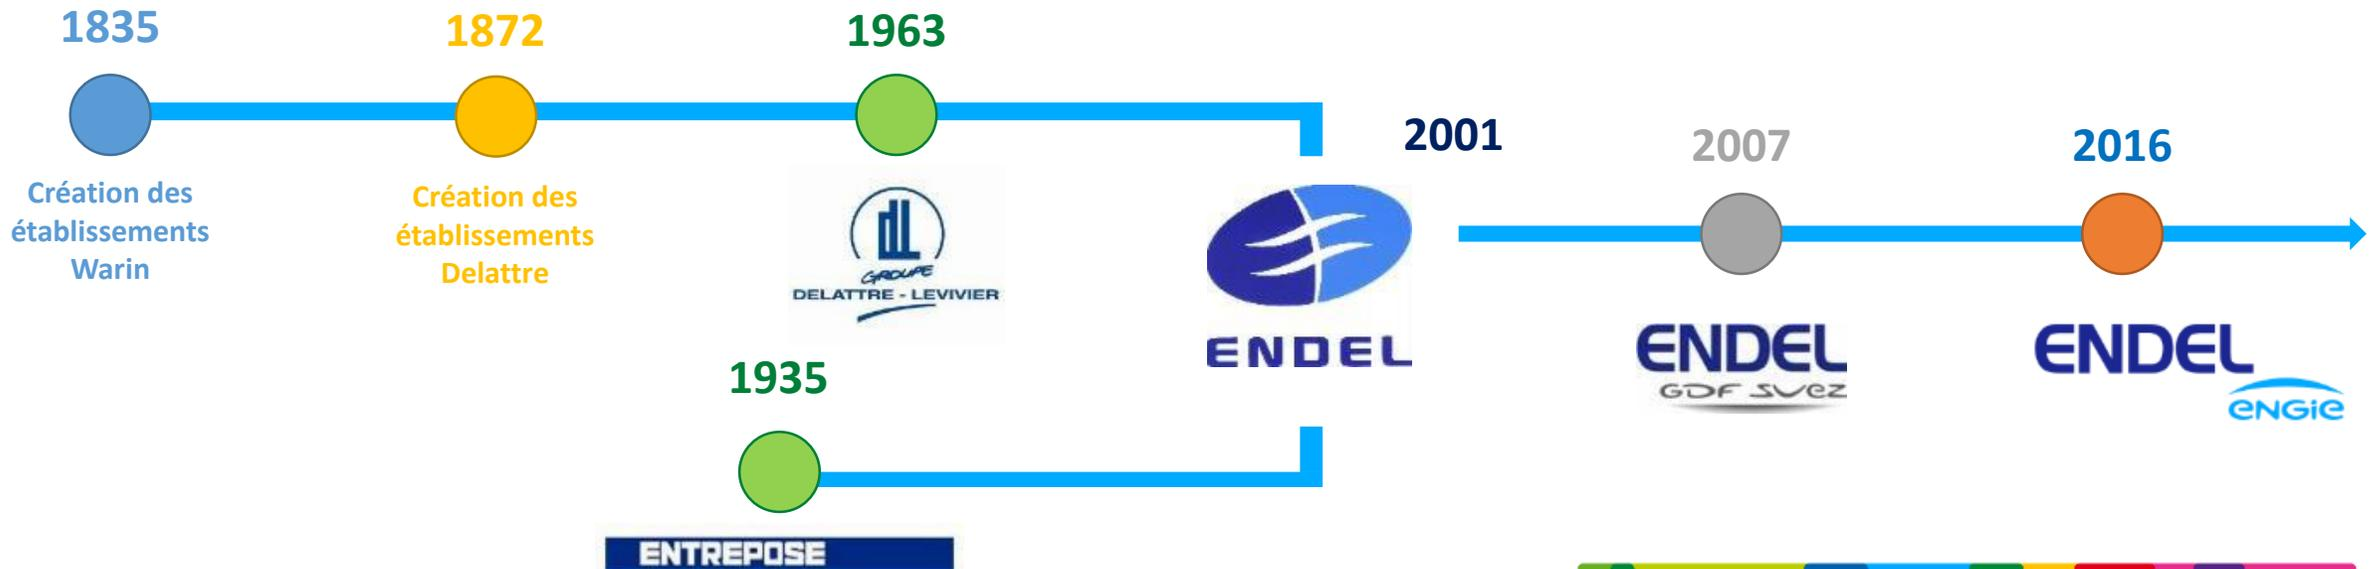 1835
Création des
établissements
Warin
1872
Création des
établissements
Delattre
1963
dL
GROUPE
DELATTRE - LEVIVIER
1935
ENTREPOSE
2001
ENDEL
2007
ENDEL
GDF SUEZ
2016
ENDEL
ENGIE